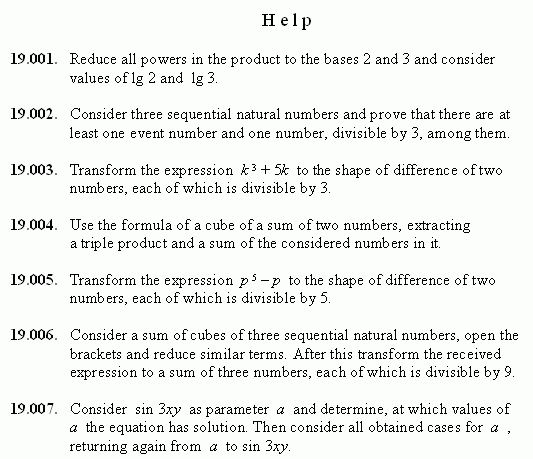 Help
19.001. Reduce all powers in the product to the bases 2 and 3 and consider
values of lg 2 and lg 3.
19.002. Consider three sequential natural numbers and prove that there are at
least one event number and one number, divisible by 3, among them.
19.003. Transform the expression k³ + 5k to the shape of difference of two
numbers, each of which is divisible by 3.
19.004. Use the formula of a cube of a sum of two numbers, extracting
a triple product and a sum of the considered numbers in it.
19.005. Transform the expression p⁵ – p to the shape of difference of two
numbers, each of which is divisible by 5.
19.006. Consider a sum of cubes of three sequential natural numbers, open the
brackets and reduce similar terms. After this transform the received
expression to a sum of three numbers, each of which is divisible by 9.
19.007. Consider sin 3xy as parameter a and determine, at which values of
a the equation has solution. Then consider all obtained cases for a ,
returning again from a to sin 3xy.